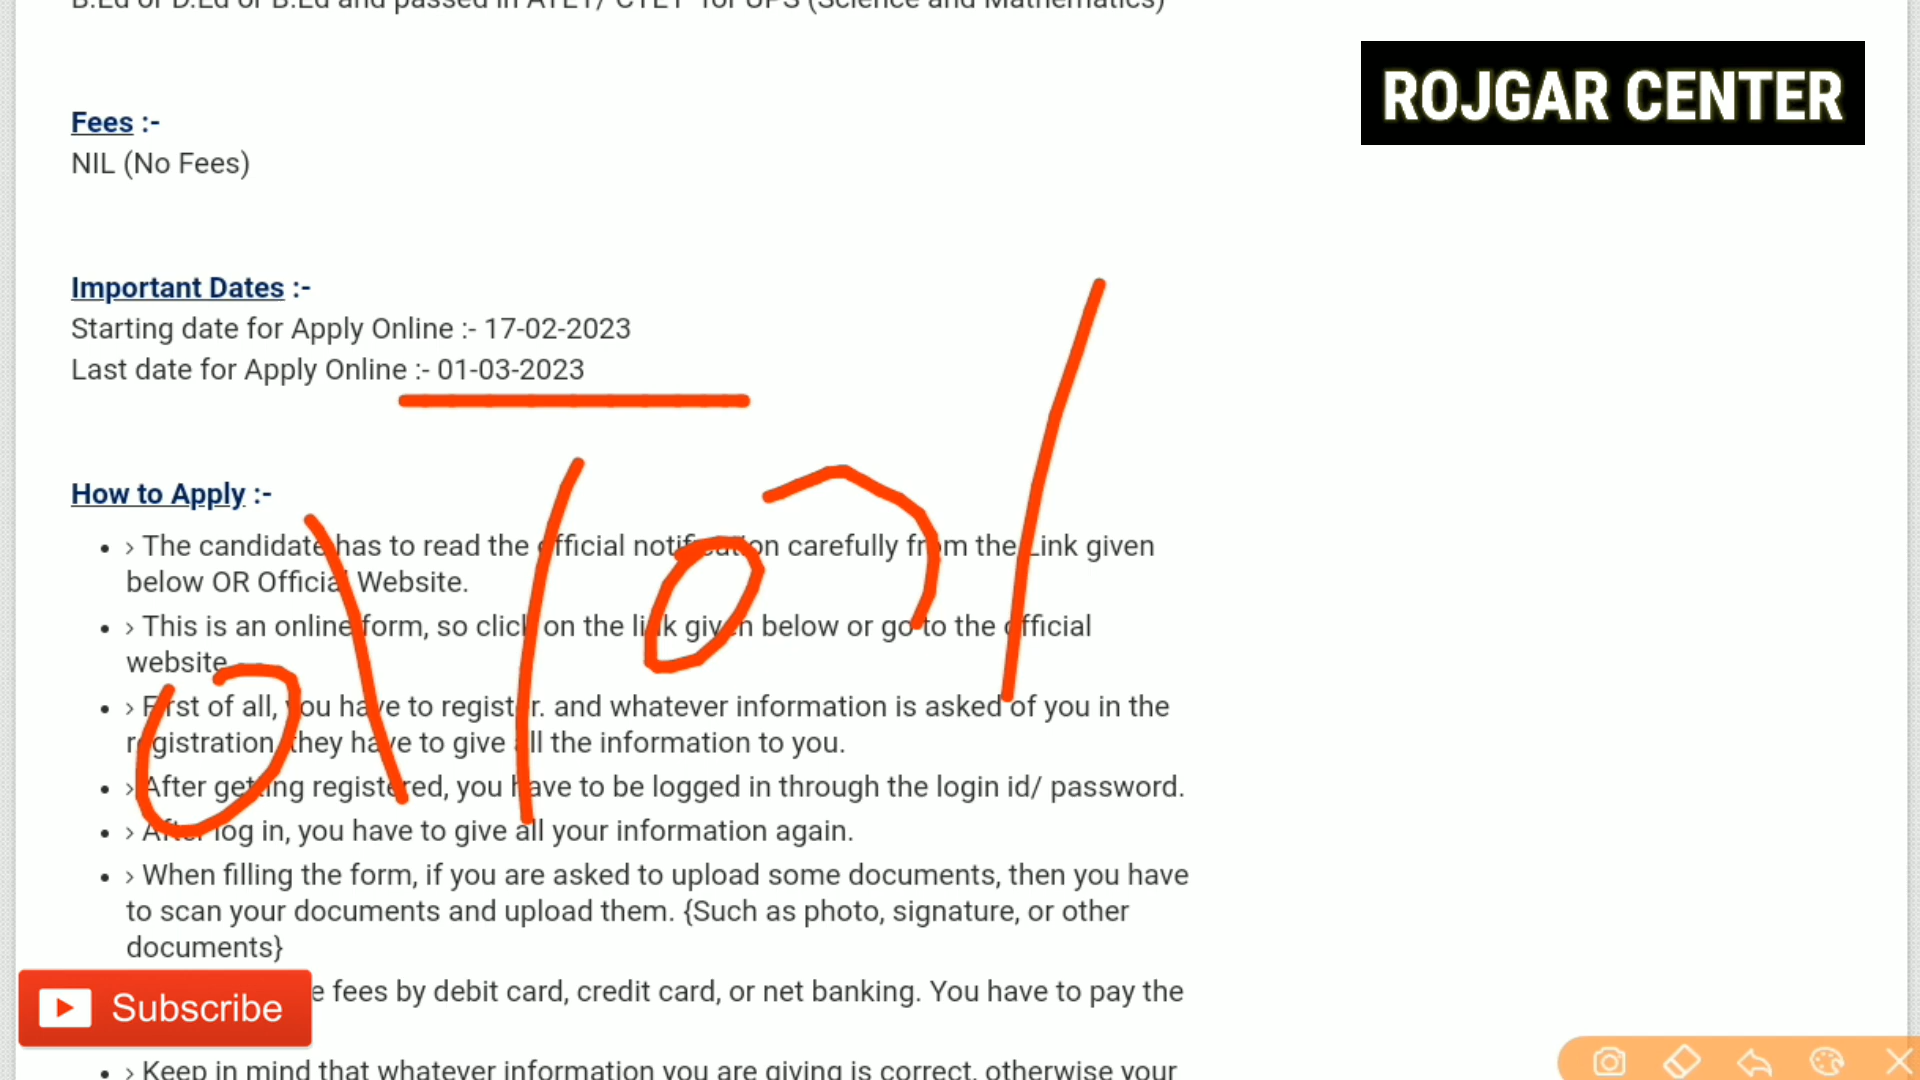 B.Ed or D.Ed or B.Ed and passed in ATET/ CTET for UPS (Science and Mathematics)
ROJGAR CENTER
Fees :-
NIL (No Fees)
Important Dates :-
Starting date for Apply Online :- 17-02-2023
Last date for Apply Online :- 01-03-2023
How to Apply :-
• › The candidate has to read the official notification carefully from the Link given
below OR Official Website.
• › This is an online form, so click on the link given below or go to the official
website.
• › First of all, you have to register. and whatever information is asked of you in the
registration, they have to give all the information to you.
• › After getting registered, you have to be logged in through the login id/ password.
• › After log in, you have to give all your information again.
• › When filling the form, if you are asked to upload some documents, then you have
to scan your documents and upload them. {Such as photo, signature, or other
documents}
fees by debit card, credit card, or net banking. You have to pay the
Subscribe
• › Keep in mind that whatever information you are giving is correct, otherwise your